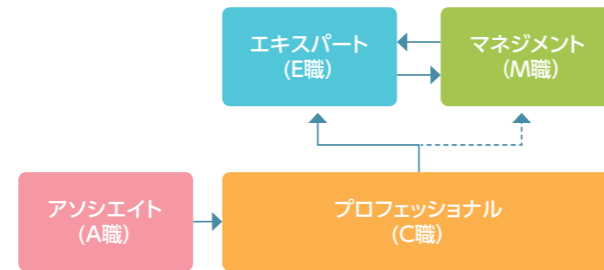 エキスパート
(E職)
マネジメント
(M職)
アソシエイト
(A職)
プロフェッショナル
(C職)